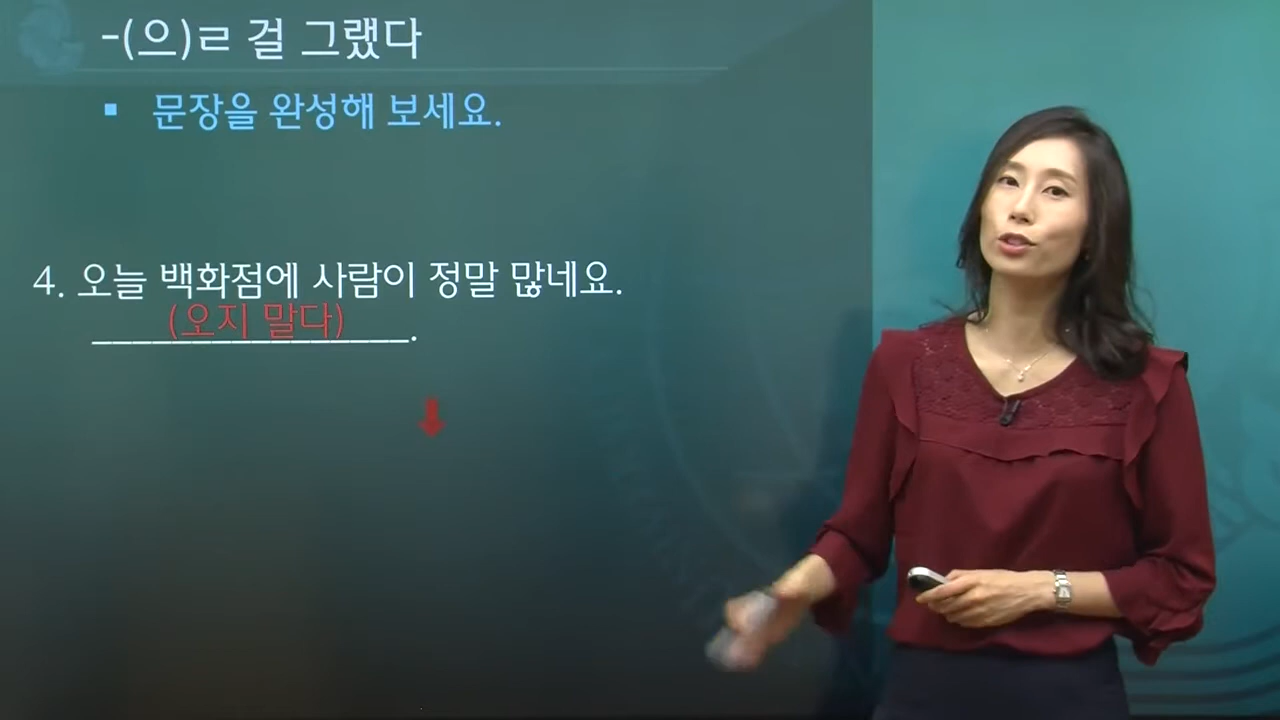 -(으)ㄹ 걸 그랬다
▪ 문장을 완성해 보세요.
4. 오늘 백화점에 사람이 정말 많네요.
(오지 말다)
________________.